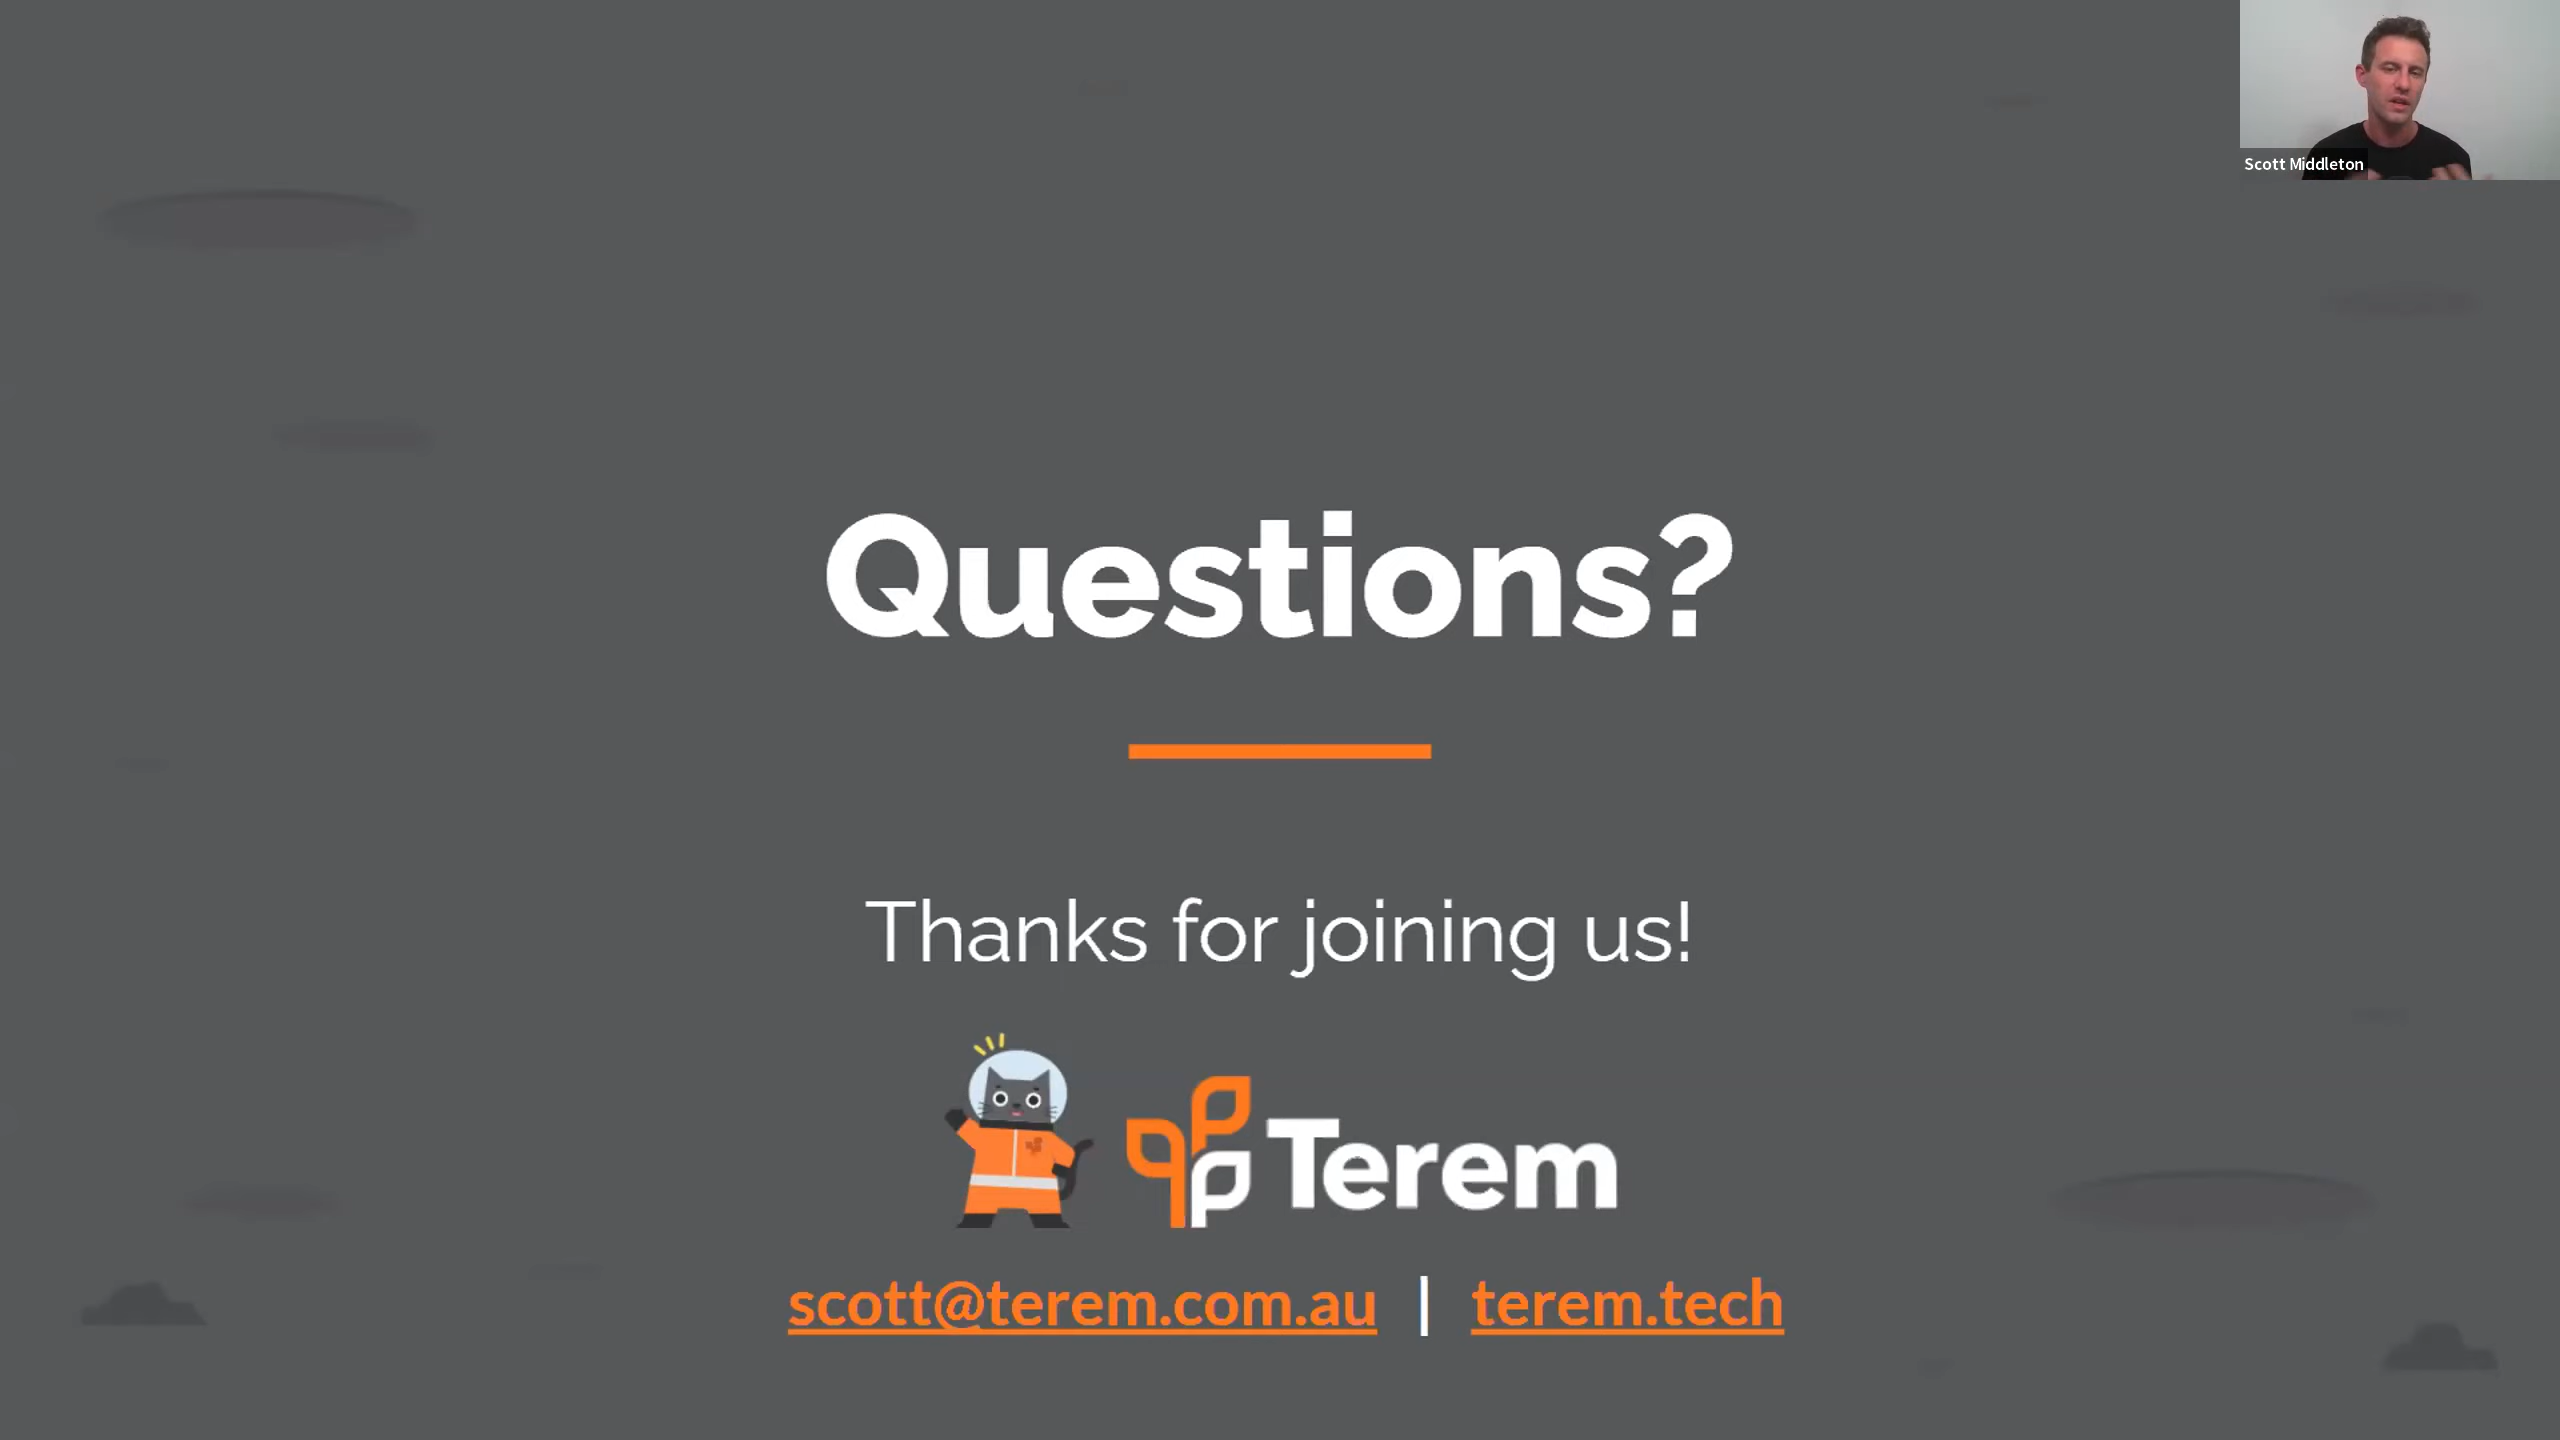 Scott Middleton
Questions?
Thanks for joining us!
Terem
scott@terem.com.au | terem.tech